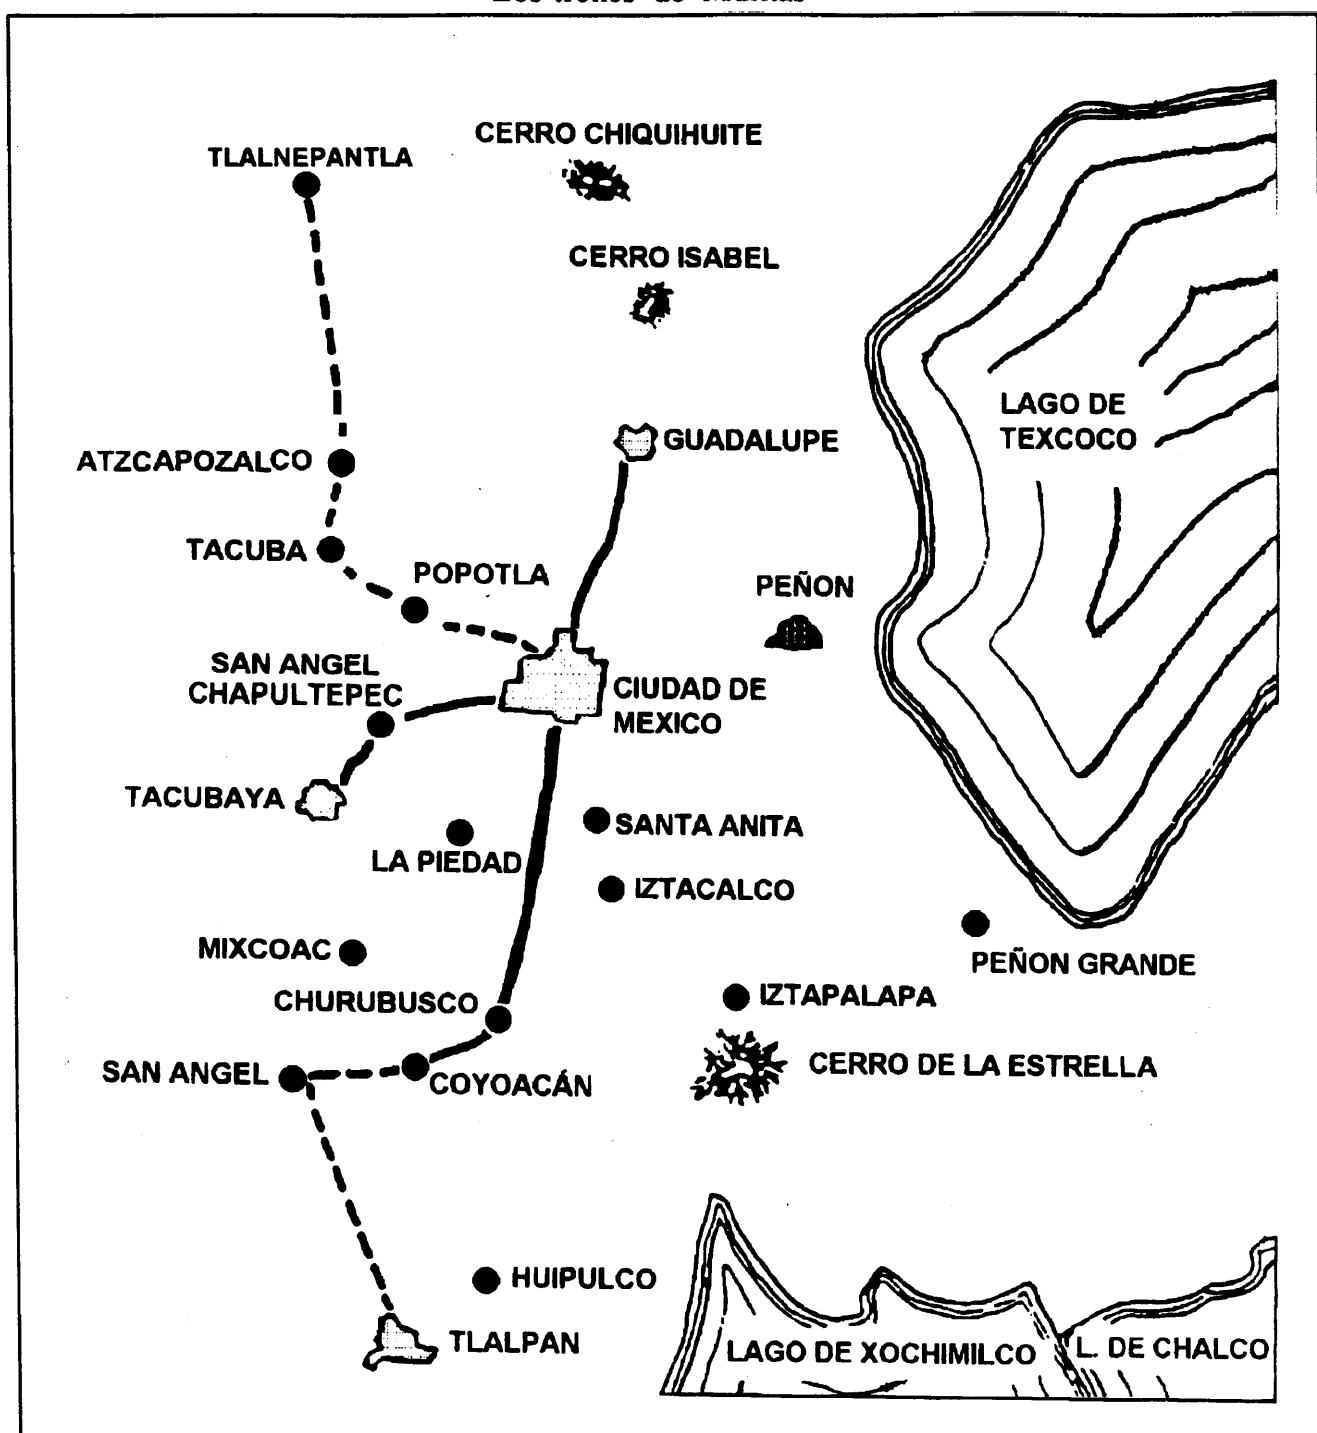 CERRO CHIQUIHUITE
TLALNEPANTLA
CERRO ISABEL
LAGO DE
TEXCOCO
GUADALUPE
ATZCAPOZALCO
TACUBA
POPOTLA
PEÑON
SAN ANGEL
CHAPULTEPEC
CIUDAD DE
MEXICO
TACUBAYA
SANTA ANITA
LA PIEDAD
IZTACALCO
MIXCOAC
PEÑON GRANDE
CHURUBUSCO
IZTAPALAPA
SAN ANGEL
COYOACÁN
CERRO DE LA ESTRELLA
HUIPULCO
TLALPAN
LAGO DE XOCHIMILCO
L. DE CHALCO